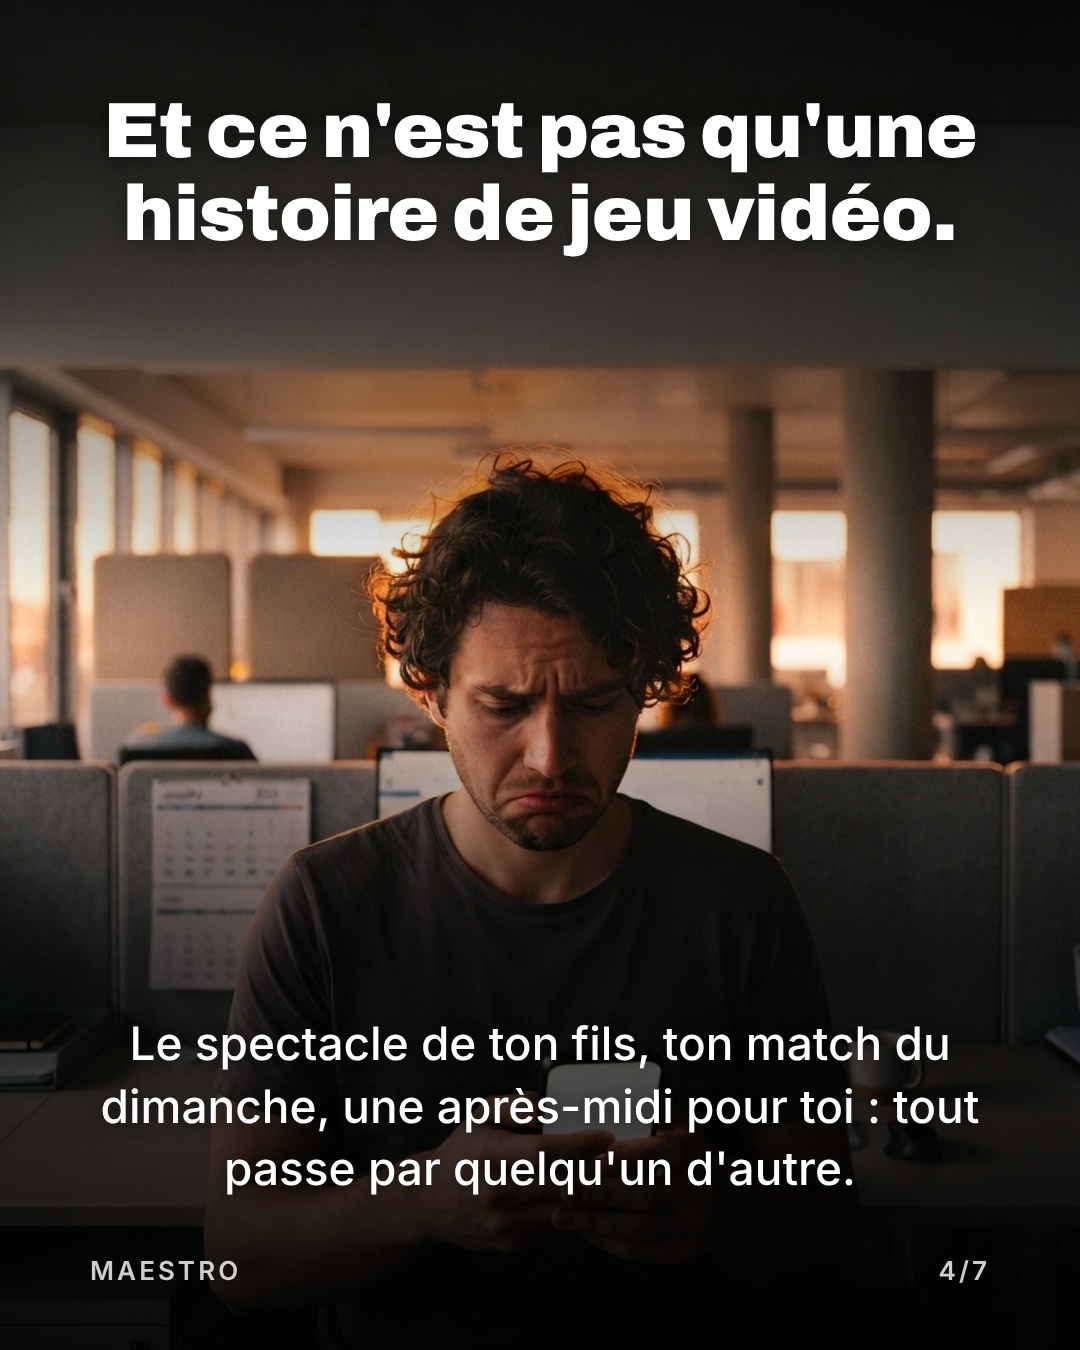 Et ce n'est pas qu'une
histoire de jeu vidéo.
Le spectacle de ton fils, ton match du
dimanche, une après-midi pour toi : tout
passe par quelqu'un d'autre.
MAESTRO
4/7